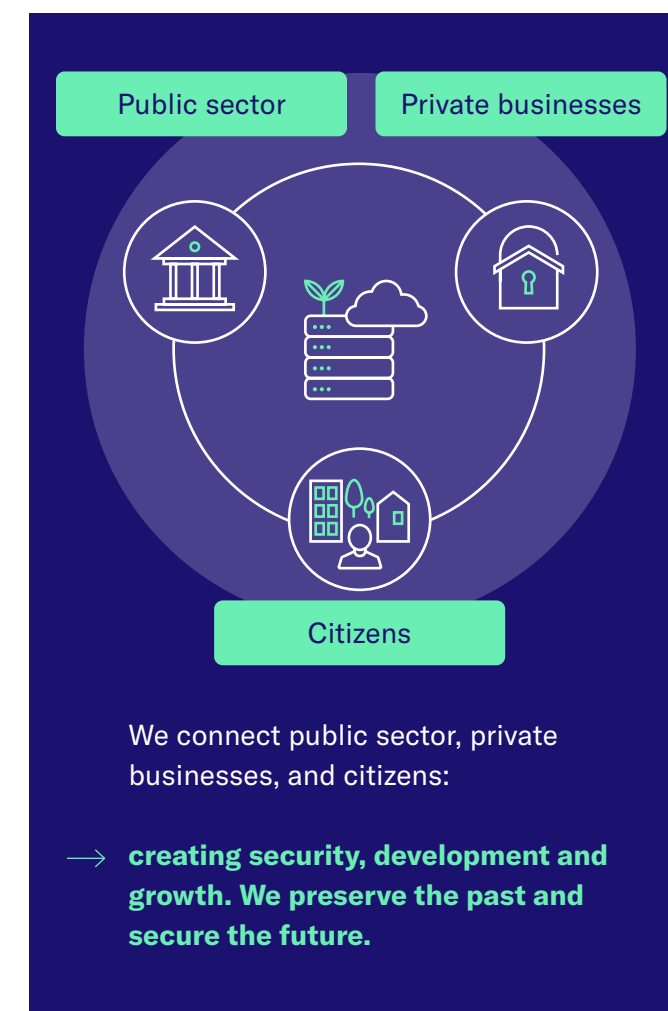 Public sector
Private businesses
Citizens
We connect public sector, private
businesses, and citizens:
→ creating security, development and
growth. We preserve the past and
secure the future.